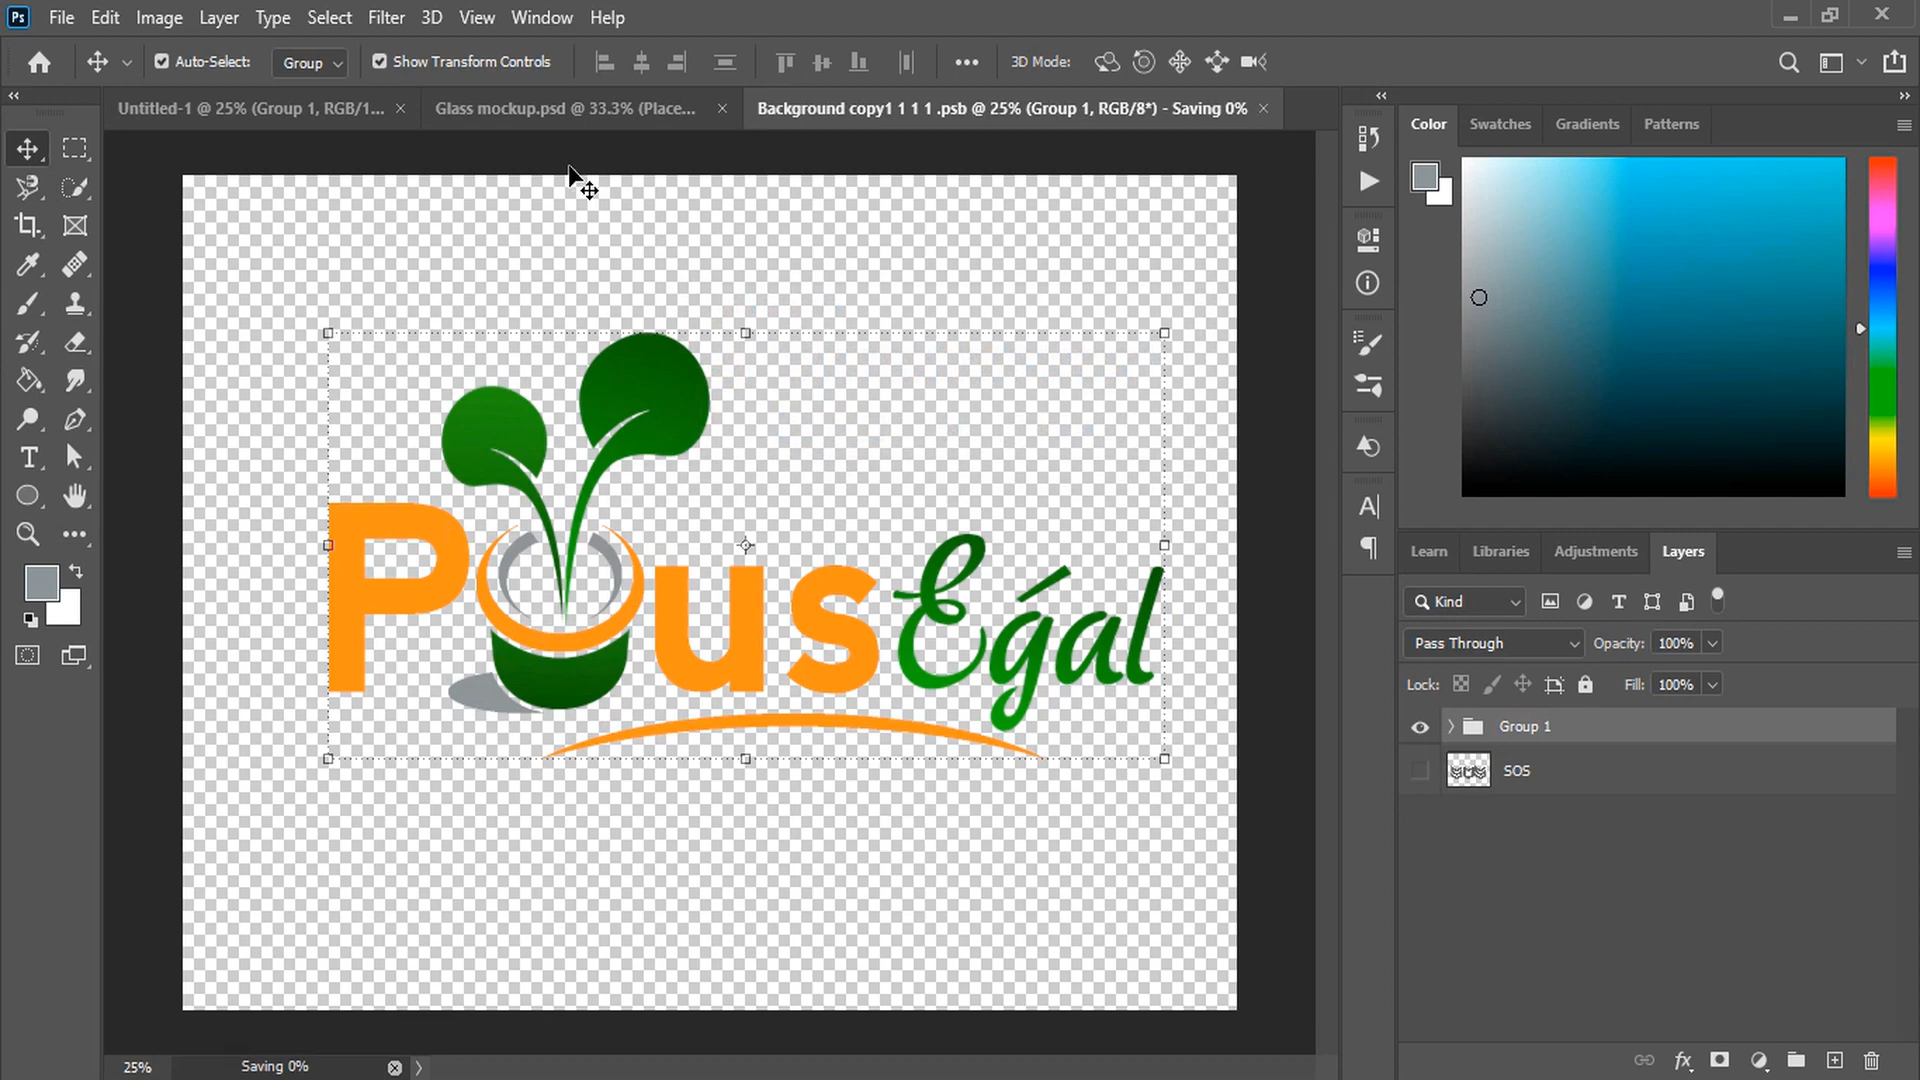 Ps File Edit Image Layer Type Select Filter 3D View Window Help
Auto-Select: Group Show Transform Controls 3D Mode:
Untitled-1 @ 25% (Group 1, RGB/1... Glass mockup.psd @ 33.3% (Place... Background copy1 1 1 1 .psb @ 25% (Group 1, RGB/8*) - Saving 0%
Color Swatches Gradients Patterns
PousEǵal
Learn Libraries Adjustments Layers
Kind
Pass Through Opacity: 100%
Lock: Fill: 100%
Group 1
SOS
25% Saving 0%